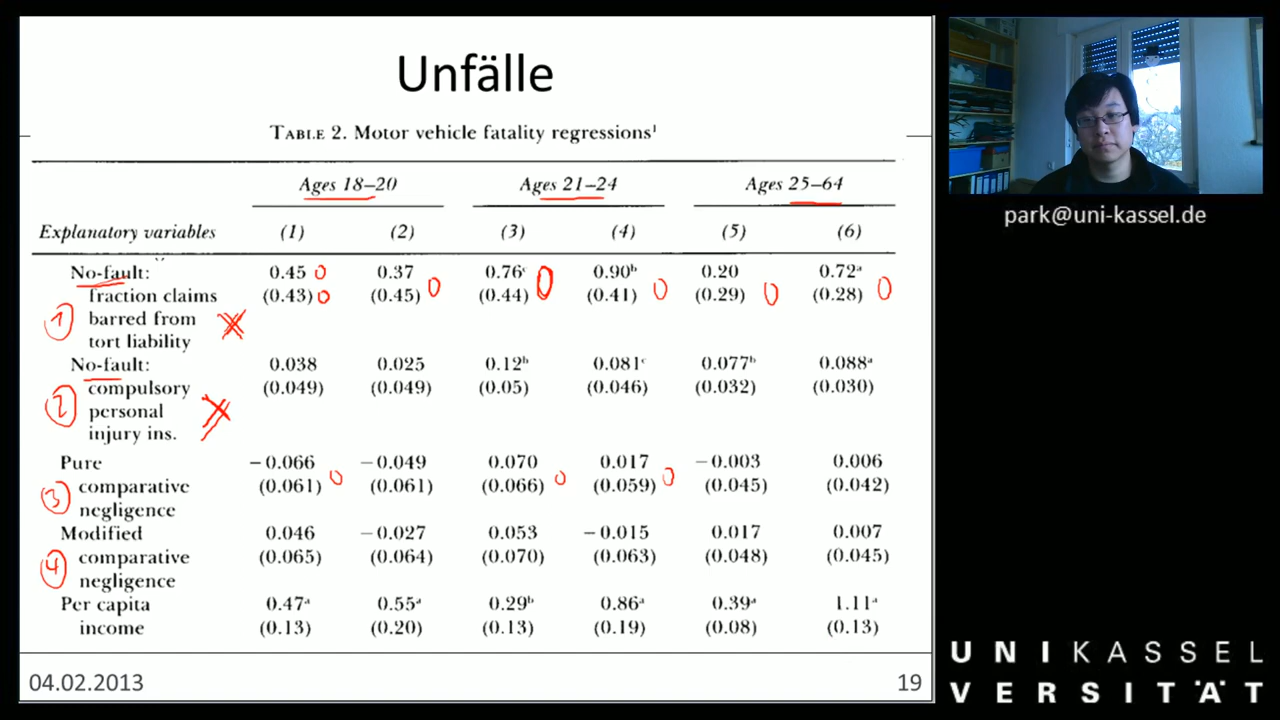 Unfälle
TABLE 2. Motor vehicle fatality regressions¹
Ages 18–20 Ages 21–24 Ages 25–64
Explanatory variables (1) (2) (3) (4) (5) (6)
No-fault: 0.45 0.37 0.76ᶜ 0.90ᵇ 0.20 0.72ᵃ
fraction claims (0.43) (0.45) (0.44) (0.41) (0.29) (0.28)
1 barred from
tort liability
No-fault: 0.038 0.025 0.12ᵇ 0.081ᶜ 0.077ᵇ 0.088ᵃ
compulsory (0.049) (0.049) (0.05) (0.046) (0.032) (0.030)
2 personal
injury ins.
Pure −0.066 −0.049 0.070 0.017 −0.003 0.006
3 comparative (0.061) (0.061) (0.066) (0.059) (0.045) (0.042)
negligence
Modified 0.046 −0.027 0.053 −0.015 0.017 0.007
4 comparative (0.065) (0.064) (0.070) (0.063) (0.048) (0.045)
negligence
Per capita 0.47ᵃ 0.55ᵃ 0.29ᵇ 0.86ᵃ 0.39ᵃ 1.11ᵃ
income (0.13) (0.20) (0.13) (0.19) (0.08) (0.13)
04.02.2013 19
park@uni-kassel.de
UNIKASSEL
VERSITÄT